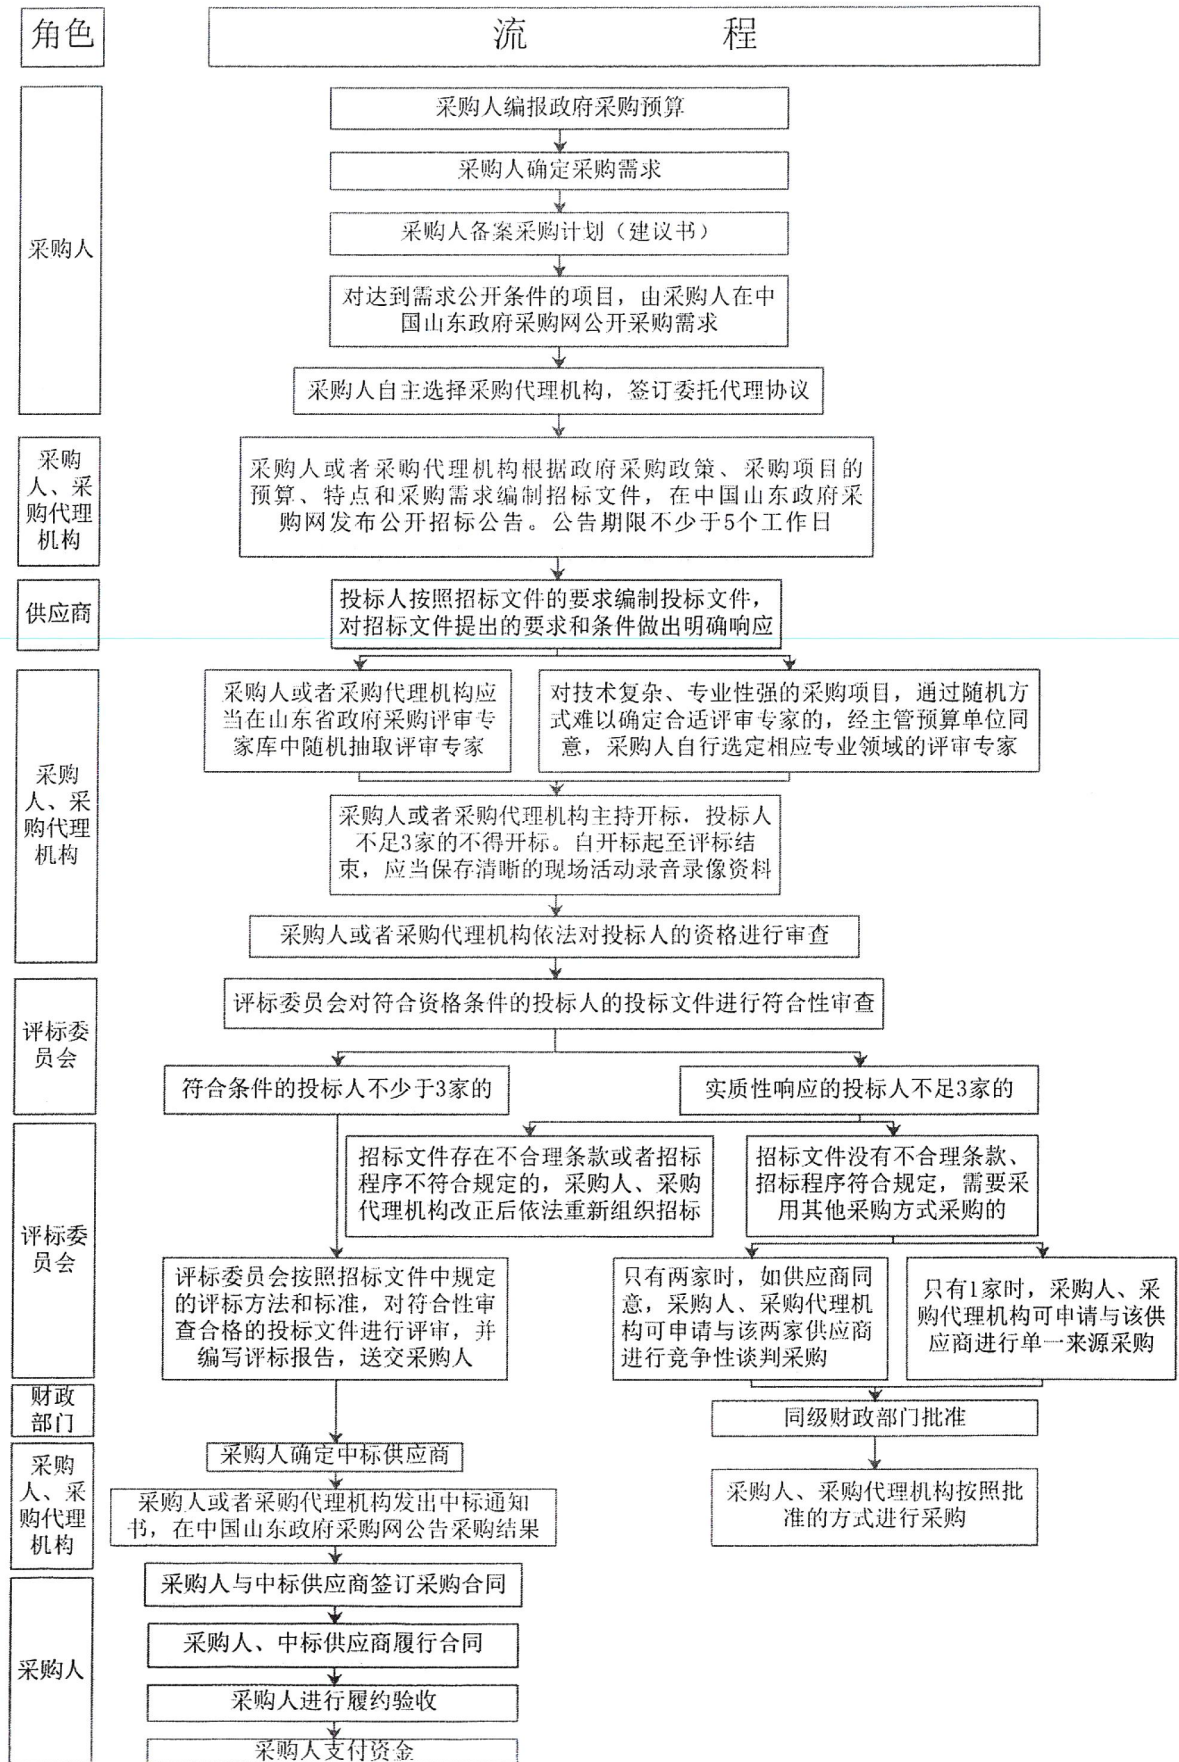 角色
流 程
采购人
采购人编报政府采购预算
采购人确定采购需求
采购人备案采购计划（建议书）
对达到需求公开条件的项目，由采购人在中
国山东政府采购网公开采购需求
采购人自主选择采购代理机构，签订委托代理协议
采购
人、采
购代理
机构
采购人或者采购代理机构根据政府采购政策、采购项目的
预算、特点和采购需求编制招标文件，在中国山东政府采
购网发布公开招标公告。公告期限不少于5个工作日
供应商
投标人按照招标文件的要求编制投标文件，
对招标文件提出的要求和条件做出明确响应
采购
人、采
购代理
机构
采购人或者采购代理机构应
当在山东省政府采购评审专
家库中随机抽取评审专家
对技术复杂、专业性强的采购项目，通过随机方
式难以确定合适评审专家的，经主管预算单位同
意，采购人自行选定相应专业领域的评审专家
采购人或者采购代理机构主持开标，投标人
不足3家的不得开标。自开标起至评标结
束，应当保存清晰的现场活动录音录像资料
采购人或者采购代理机构依法对投标人的资格进行审查
评标委
员会
评标委员会对符合资格条件的投标人的投标文件进行符合性审查
符合条件的投标人不少于3家的
实质性响应的投标人不足3家的
评标委
员会
招标文件存在不合理条款或者招标
程序不符合规定的，采购人、采购
代理机构改正后依法重新组织招标
招标文件没有不合理条款、
招标程序符合规定，需要采
用其他采购方式采购的
评标委员会按照招标文件中规定
的评标方法和标准，对符合性审
查合格的投标文件进行评审，并
编写评标报告，送交采购人
只有两家时，如供应商同
意，采购人、采购代理机
构可申请与该两家供应商
进行竞争性谈判采购
只有1家时，采购人、采
购代理机构可申请与该供
应商进行单一来源采购
财政
部门
同级财政部门批准
采购
人、采
购代理
机构
采购人确定中标供应商
采购人或者采购代理机构发出中标通知
书，在中国山东政府采购网公告采购结果
采购人、采购代理机构按照批
准的方式进行采购
采购人
采购人与中标供应商签订采购合同
采购人、中标供应商履行合同
采购人进行履约验收
采购人支付资金